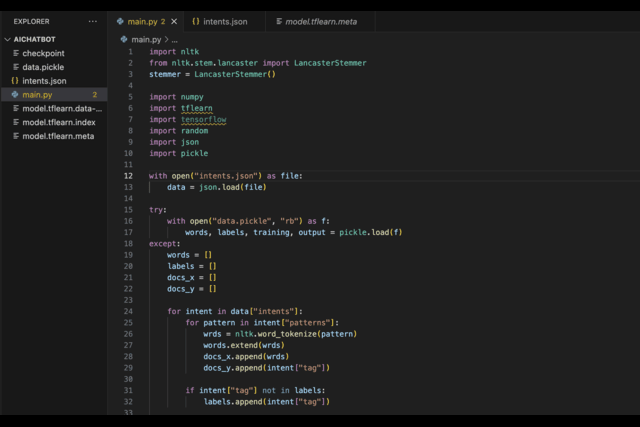 EXPLORER ...
AICHATBOT
checkpoint
data.pickle
{} intents.json
main.py 2
model.tflearn.data-...
model.tflearn.index
model.tflearn.meta
main.py 2 × {} intents.json model.tflearn.meta
main.py > ...
1 import nltk
2 from nltk.stem.lancaster import LancasterStemmer
3 stemmer = LancasterStemmer()
4
5 import numpy
6 import tflearn
7 import tensorflow
8 import random
9 import json
10 import pickle
11
12 with open("intents.json") as file:
13     data = json.load(file)
14
15 try:
16     with open("data.pickle", "rb") as f:
17         words, labels, training, output = pickle.load(f)
18 except:
19     words = []
20     labels = []
21     docs_x = []
22     docs_y = []
23
24     for intent in data["intents"]:
25         for pattern in intent["patterns"]:
26             wrds = nltk.word_tokenize(pattern)
27             words.extend(wrds)
28             docs_x.append(wrds)
29             docs_y.append(intent["tag"])
30
31         if intent["tag"] not in labels:
32             labels.append(intent["tag"])
33